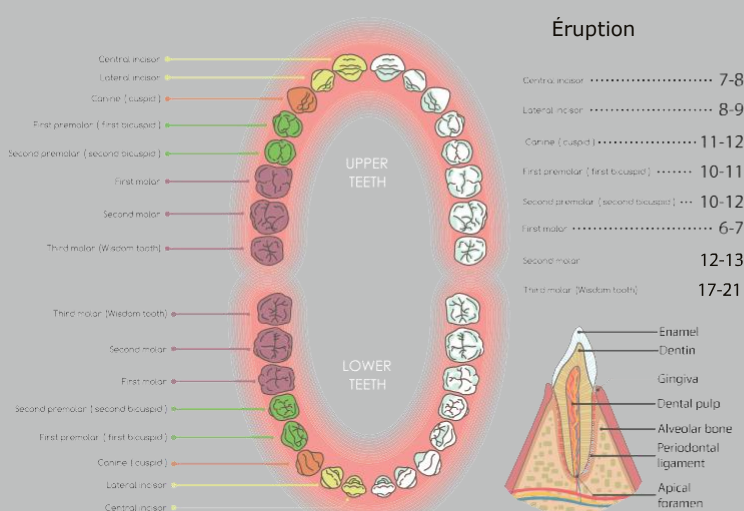 Éruption
Central incisor
Lateral incisor
Canine ( cuspid )
First premolar ( first bicuspid )
Second premolar ( second bicuspid )
First molar
Second molar
Third molar (Wisdom tooth)
UPPER
TEETH
Central incisor 7-8
Lateral incisor 8-9
Canine ( cuspid ) 11-12
First premolar ( first bicuspid ) 10-11
Second premolar ( second bicuspid ) 10-12
First molar 6-7
Second molar 12-13
Third molar (Wisdom tooth) 17-21
Third molar (Wisdom tooth)
Second molar
First molar
Second premolar ( second bicuspid )
First premolar ( first bicuspid )
Canine ( cuspid )
Lateral incisor
Central incisor
LOWER
TEETH
Enamel
Dentin
Gingiva
Dental pulp
Alveolar bone
Periodontal
ligament
Apical
foramen